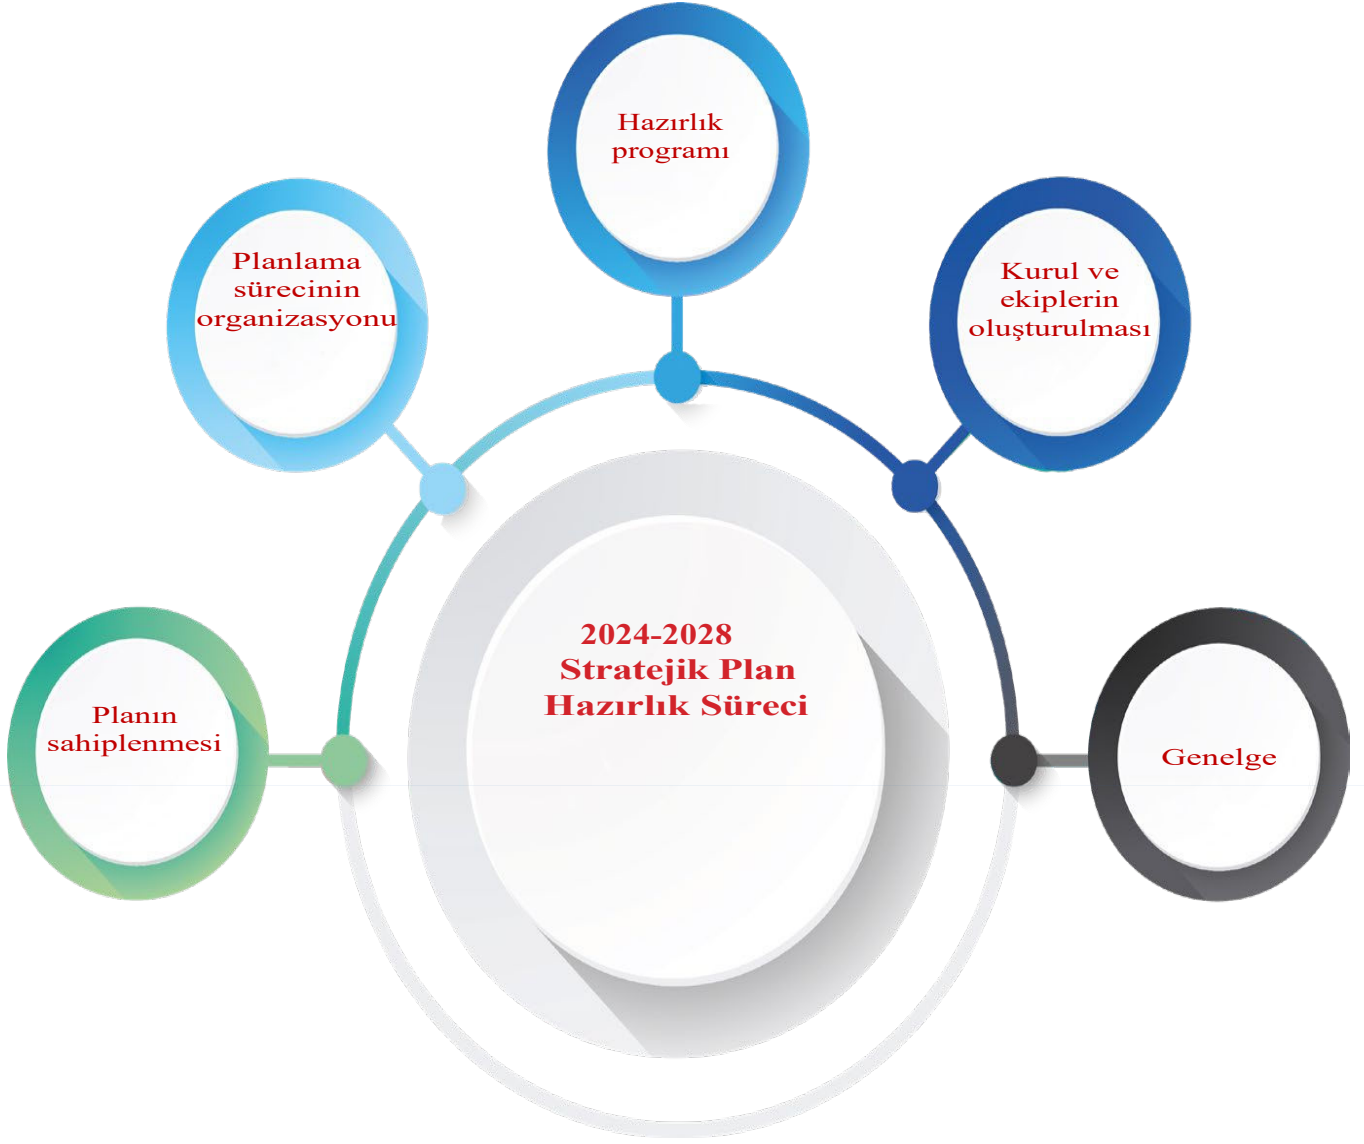 Hazırlık
programı
Planlama
sürecinin
organizasyonu
Kurul ve
ekiplerin
oluşturulması
2024-2028
Stratejik Plan
Hazırlık Süreci
Planın
sahiplenmesi
Genelge